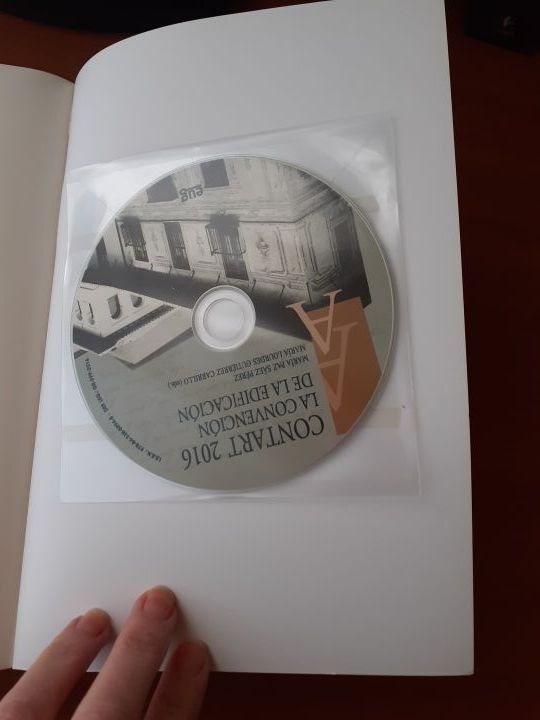 CONTART 2016
LA CONVENCIÓN
DE LA EDIFICACIÓN
MARÍA PAZ SÁEZ PÉREZ
MARÍA LOURDES GUTIÉRREZ CARRILLO (eds.)
A
A
eug